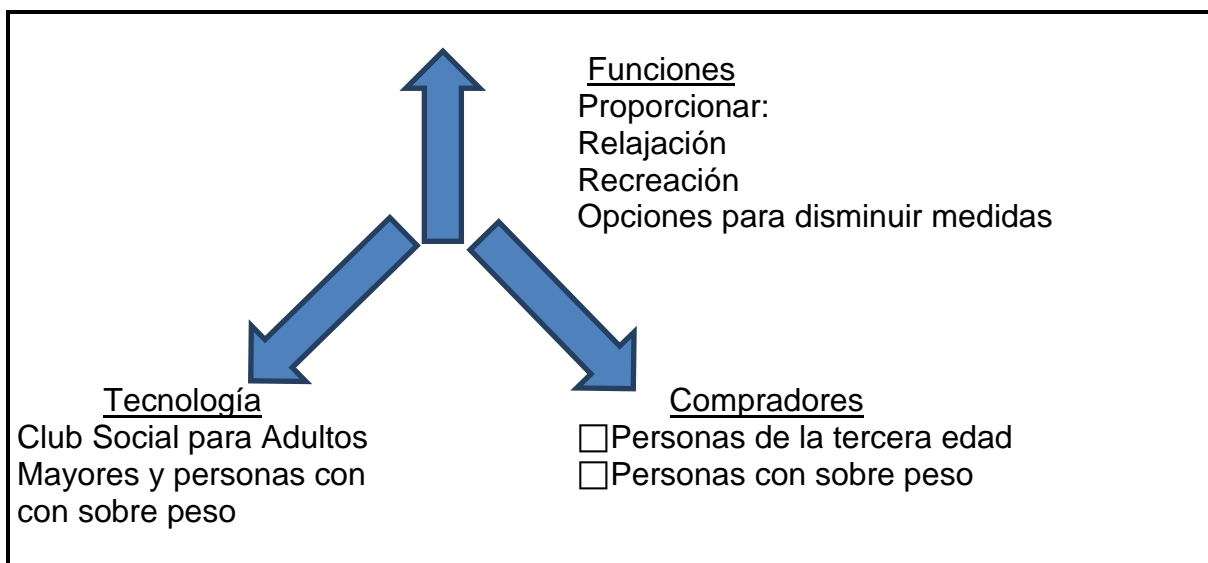 Funciones
Proporcionar:
Relajación
Recreación
Opciones para disminuir medidas
Tecnología
Club Social para Adultos
Mayores y personas con
con sobre peso
Compradores
☐Personas de la tercera edad
☐Personas con sobre peso